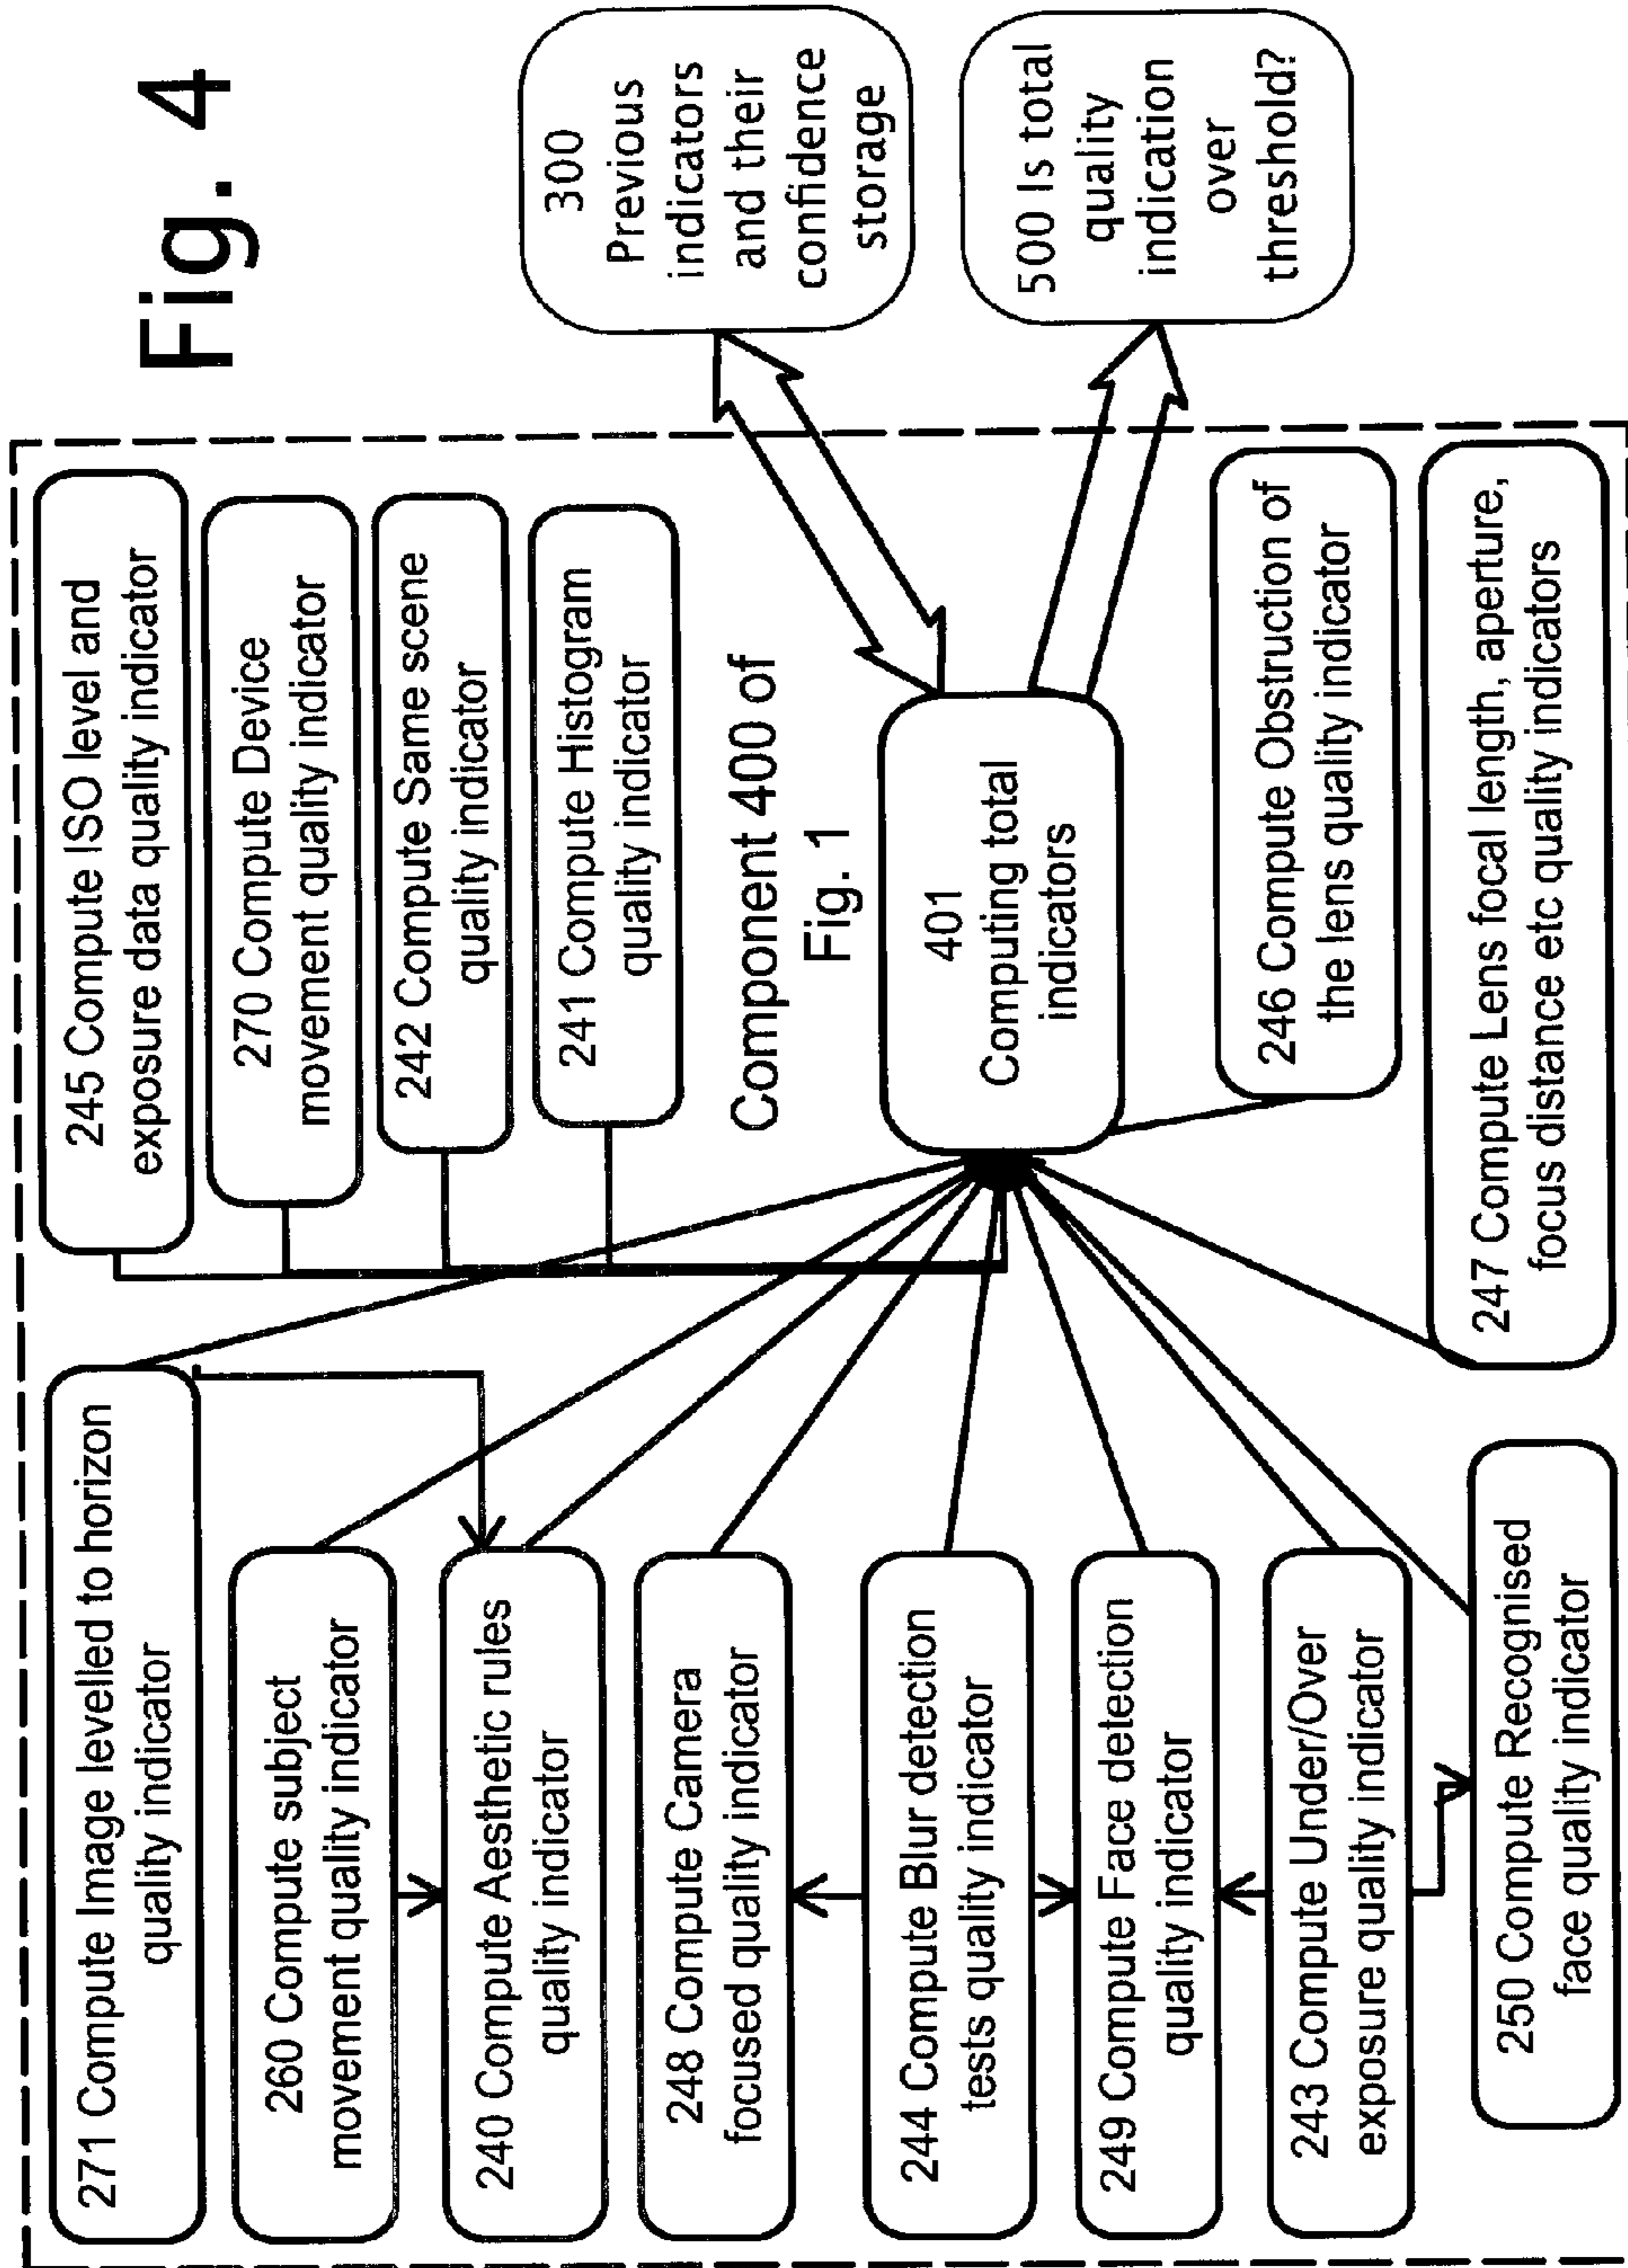 Fig. 4
271 Compute Image levelled to horizon
quality indicator
260 Compute subject
movement quality indicator
240 Compute Aesthetic rules
quality indicator
248 Compute Camera
focused quality indicator
244 Compute Blur detection
tests quality indicator
249 Compute Face detection
quality indicator
243 Compute Under/Over
exposure quality indicator
250 Compute Recognised
face quality indicator
245 Compute ISO level and
exposure data quality indicator
270 Compute Device
movement quality indicator
242 Compute Same scene
quality indicator
241 Compute Histogram
quality indicator
Component 400 of
Fig. 1
401
Computing total
indicators
246 Compute Obstruction of
the lens quality indicator
247 Compute Lens focal length, aperture,
focus distance etc quality indicators
300
Previous
indicators
and their
confidence
storage
500 Is total
quality
indication
over
threshold?